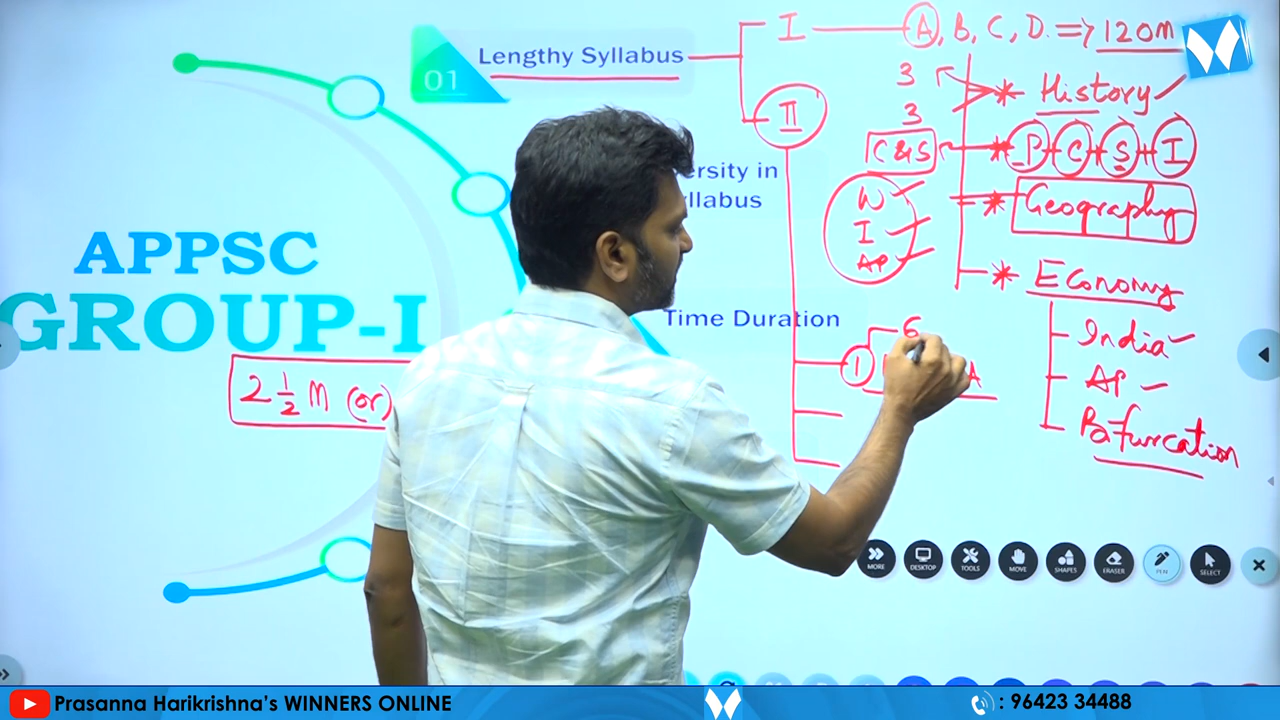 01
Lengthy Syllabus
I
A, B, C, D. => 120M
3
* History
3
II
C & S
* P + C + S + I
ersity in
llabus
W
* Geography
I
AP
APPSC
GROUP-I
* Economy
Time Duration
6
India
1
A
AP
2 1/2 M (or)
Bifurcation
MORE
DESKTOP
TOOLS
MOVE
SHAPES
ERASER
PEN
SELECT
Prasanna Harikrishna's WINNERS ONLINE
: 96423 34488